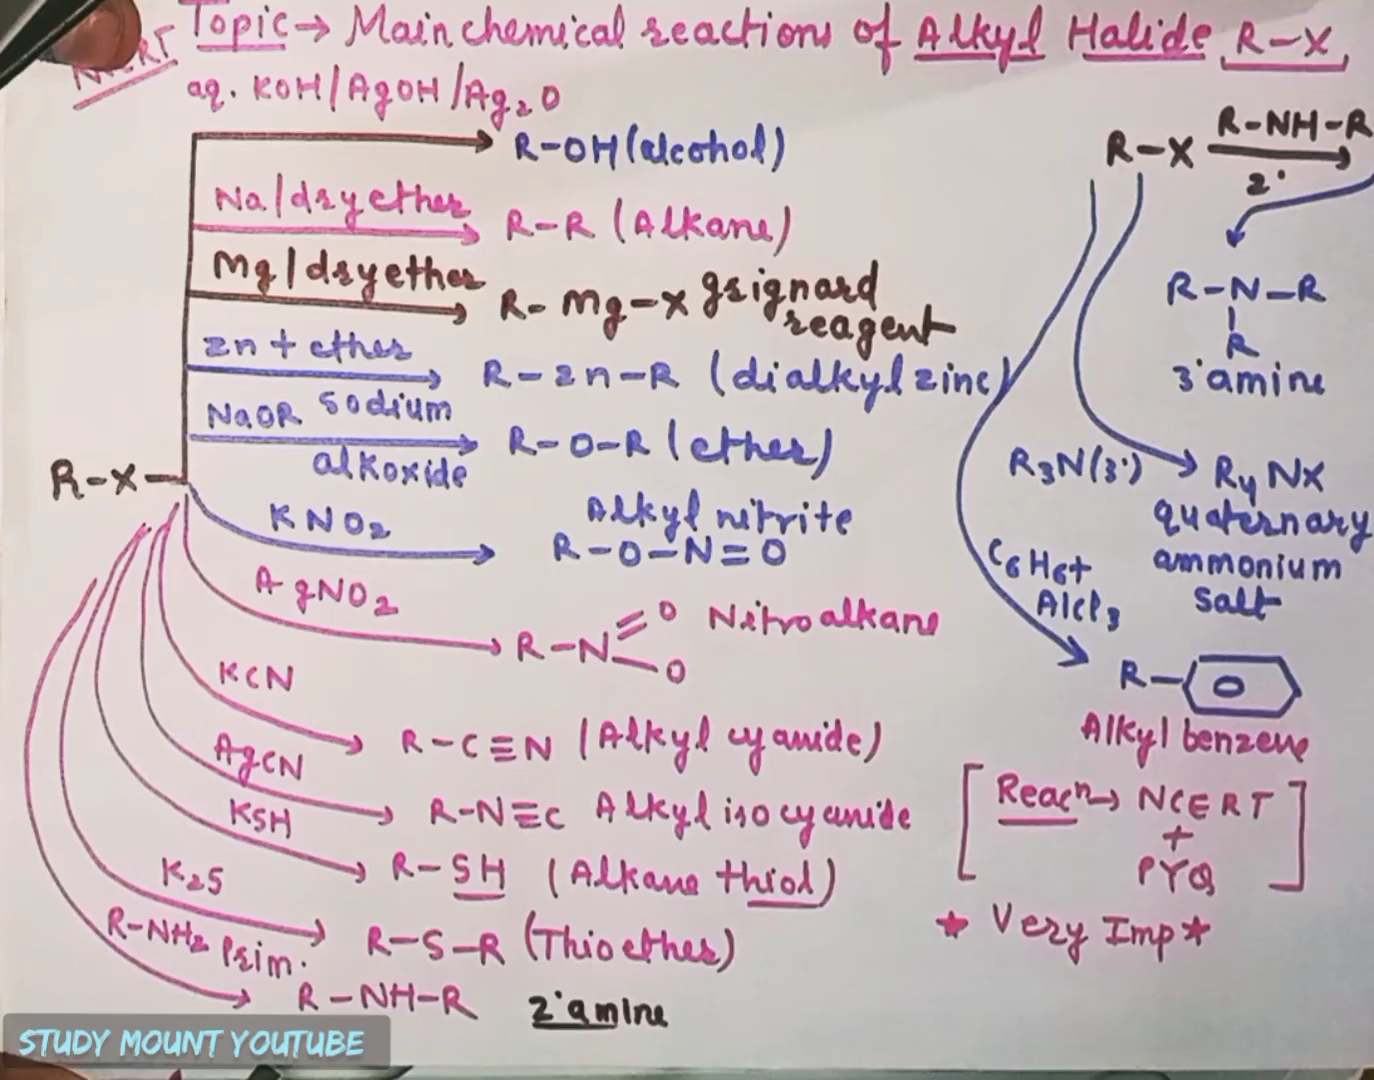 NCERT
Topic → Main chemical reactions of Alkyl Halide R-X
aq. KOH/AgOH/Ag₂O
R-OH (alcohol)
Na/dry ether
R-R (Alkane)
Mg/dry ether
R-Mg-X grignard
reagent
Zn + ether
R-Zn-R (dialkyl zinc)
NaOR Sodium
alkoxide
R-O-R (ether)
R-X
KNO₂
Alkyl nitrite
R-O-N=O
AgNO₂
R-N
O
O
Nitroalkane
KCN
R-C≡N (Alkyl cyanide)
AgCN
R-N≡C Alkyl isocyanide
KSH
R-SH (Alkane thiol)
K₂S
R-S-R (Thioether)
R-NH₂ Prim.
R-NH-R 2°amine
R-X
R-NH-R
2°
R-N-R
R
3°amine
R₃N(3°)
R₄NX
quaternary
ammonium
salt
C₆H₆+
AlCl₃
R-
Alkyl benzene
[Reacⁿ→ NCERT
+
PYQ]
★ Very Imp★
STUDY MOUNT YOUTUBE